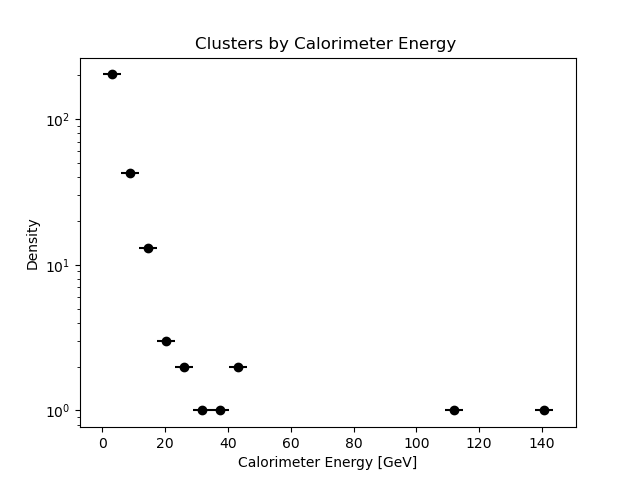 Clusters by Calorimeter Energy
Density
10²
10¹
10⁰
0 20 40 60 80 100 120 140
Calorimeter Energy [GeV]